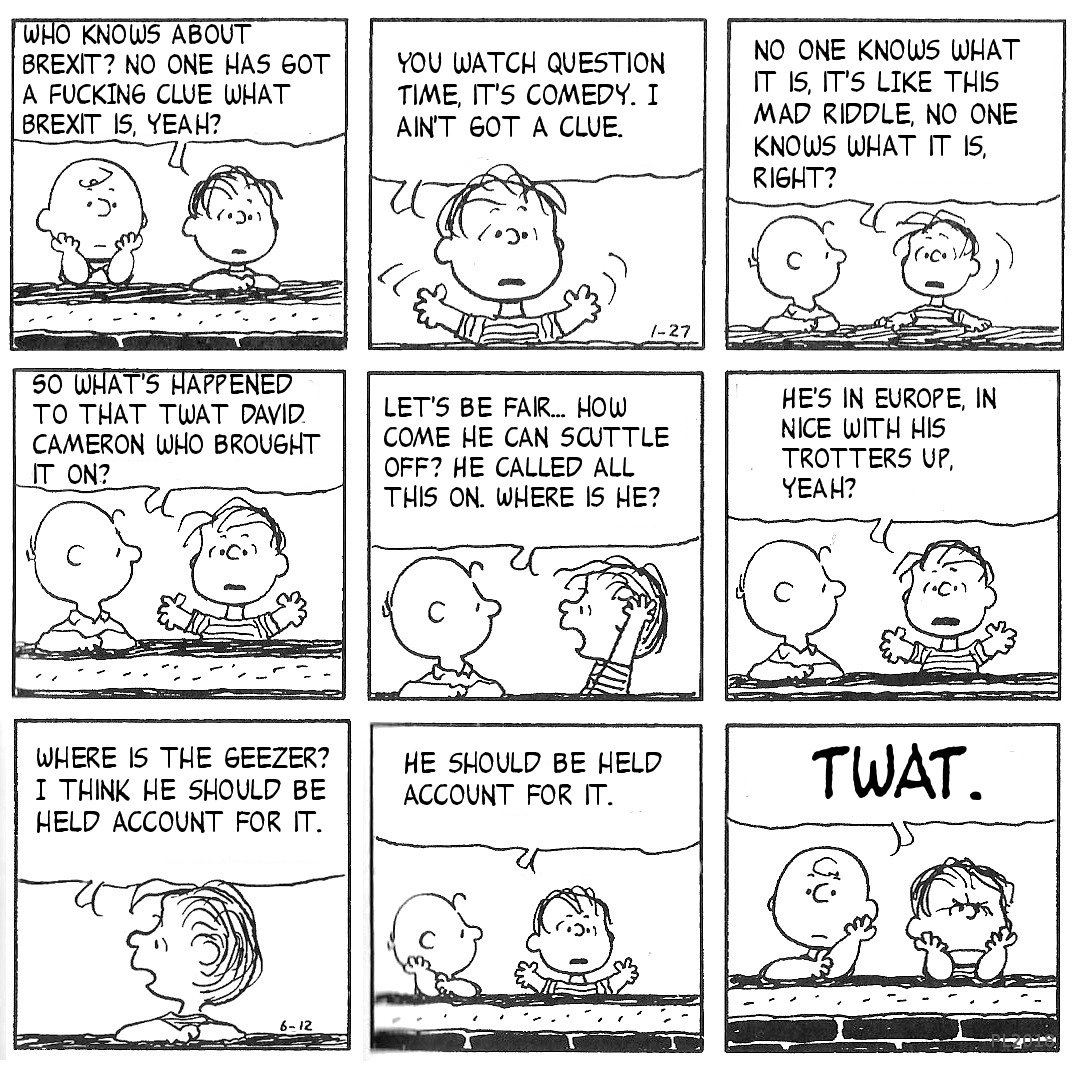 WHO KNOWS ABOUT
BREXIT? NO ONE HAS GOT
A FUCKING CLUE WHAT
BREXIT IS, YEAH?
YOU WATCH QUESTION
TIME, IT'S COMEDY. I
AIN'T GOT A CLUE.
1-27
NO ONE KNOWS WHAT
IT IS, IT'S LIKE THIS
MAD RIDDLE, NO ONE
KNOWS WHAT IT IS,
RIGHT?
SO WHAT'S HAPPENED
TO THAT TWAT DAVID
CAMERON WHO BROUGHT
IT ON?
LET'S BE FAIR... HOW
COME HE CAN SCUTTLE
OFF? HE CALLED ALL
THIS ON. WHERE IS HE?
HE'S IN EUROPE, IN
NICE WITH HIS
TROTTERS UP,
YEAH?
WHERE IS THE GEEZER?
I THINK HE SHOULD BE
HELD ACCOUNT FOR IT.
6-12
HE SHOULD BE HELD
ACCOUNT FOR IT.
TWAT.